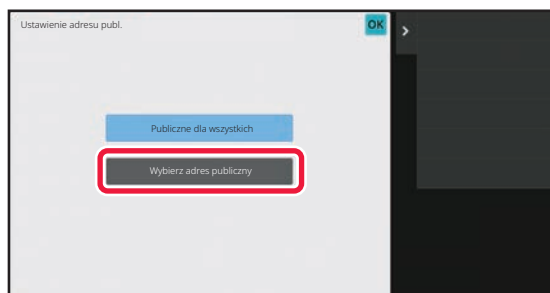 Ustawienie adresu publ.
OK
Publiczne dla wszystkich
Wybierz adres publiczny